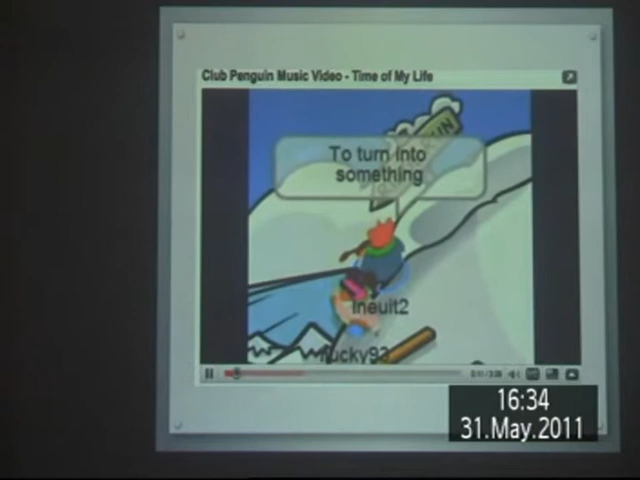 Club Penguin Music Video - Time of My Life
To turn into
something
Ineuit2
16:34
31.May.2011